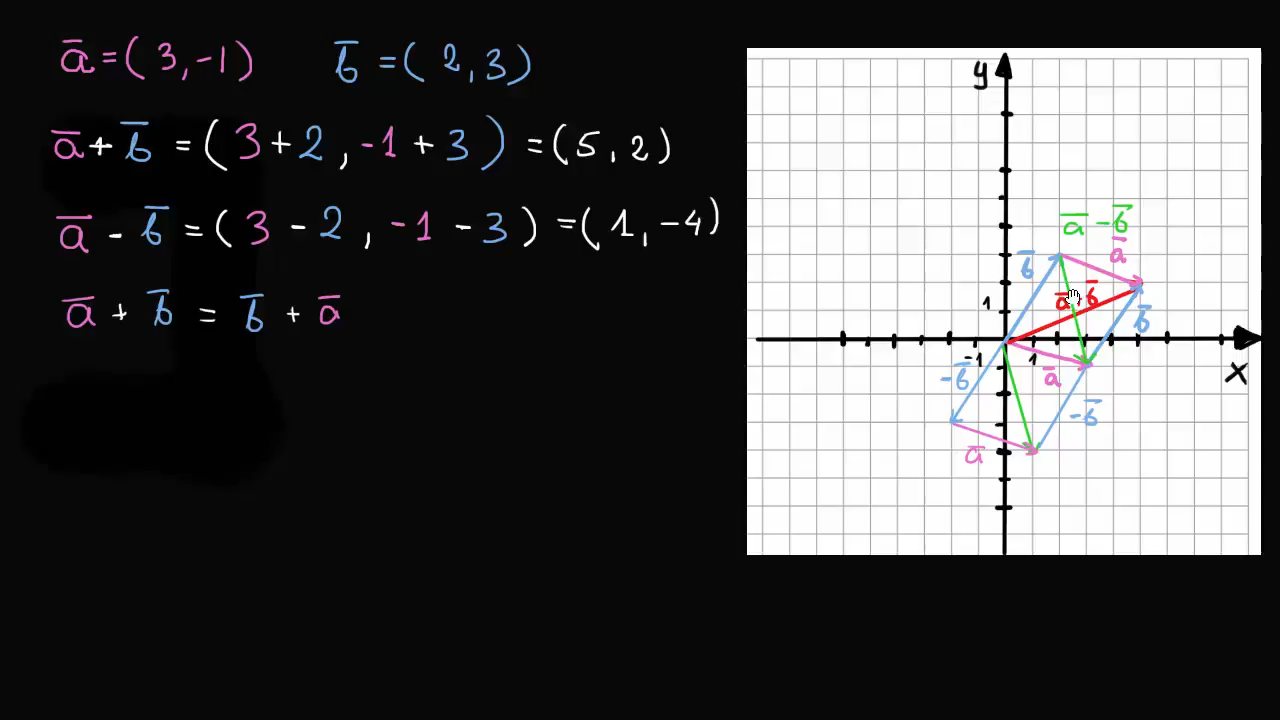 a̅ = (3, -1) b̅ = (2, 3)
a̅ + b̅ = (3 + 2, -1 + 3) = (5, 2)
a̅ - b̅ = (3 - 2, -1 - 3) = (1, -4)
a̅ + b̅ = b̅ + a̅
y
a̅ - b̅
a̅
b̅
a̅+b̅
1
b̅
-1
1
x
-b̅
a̅
-b̅
a̅